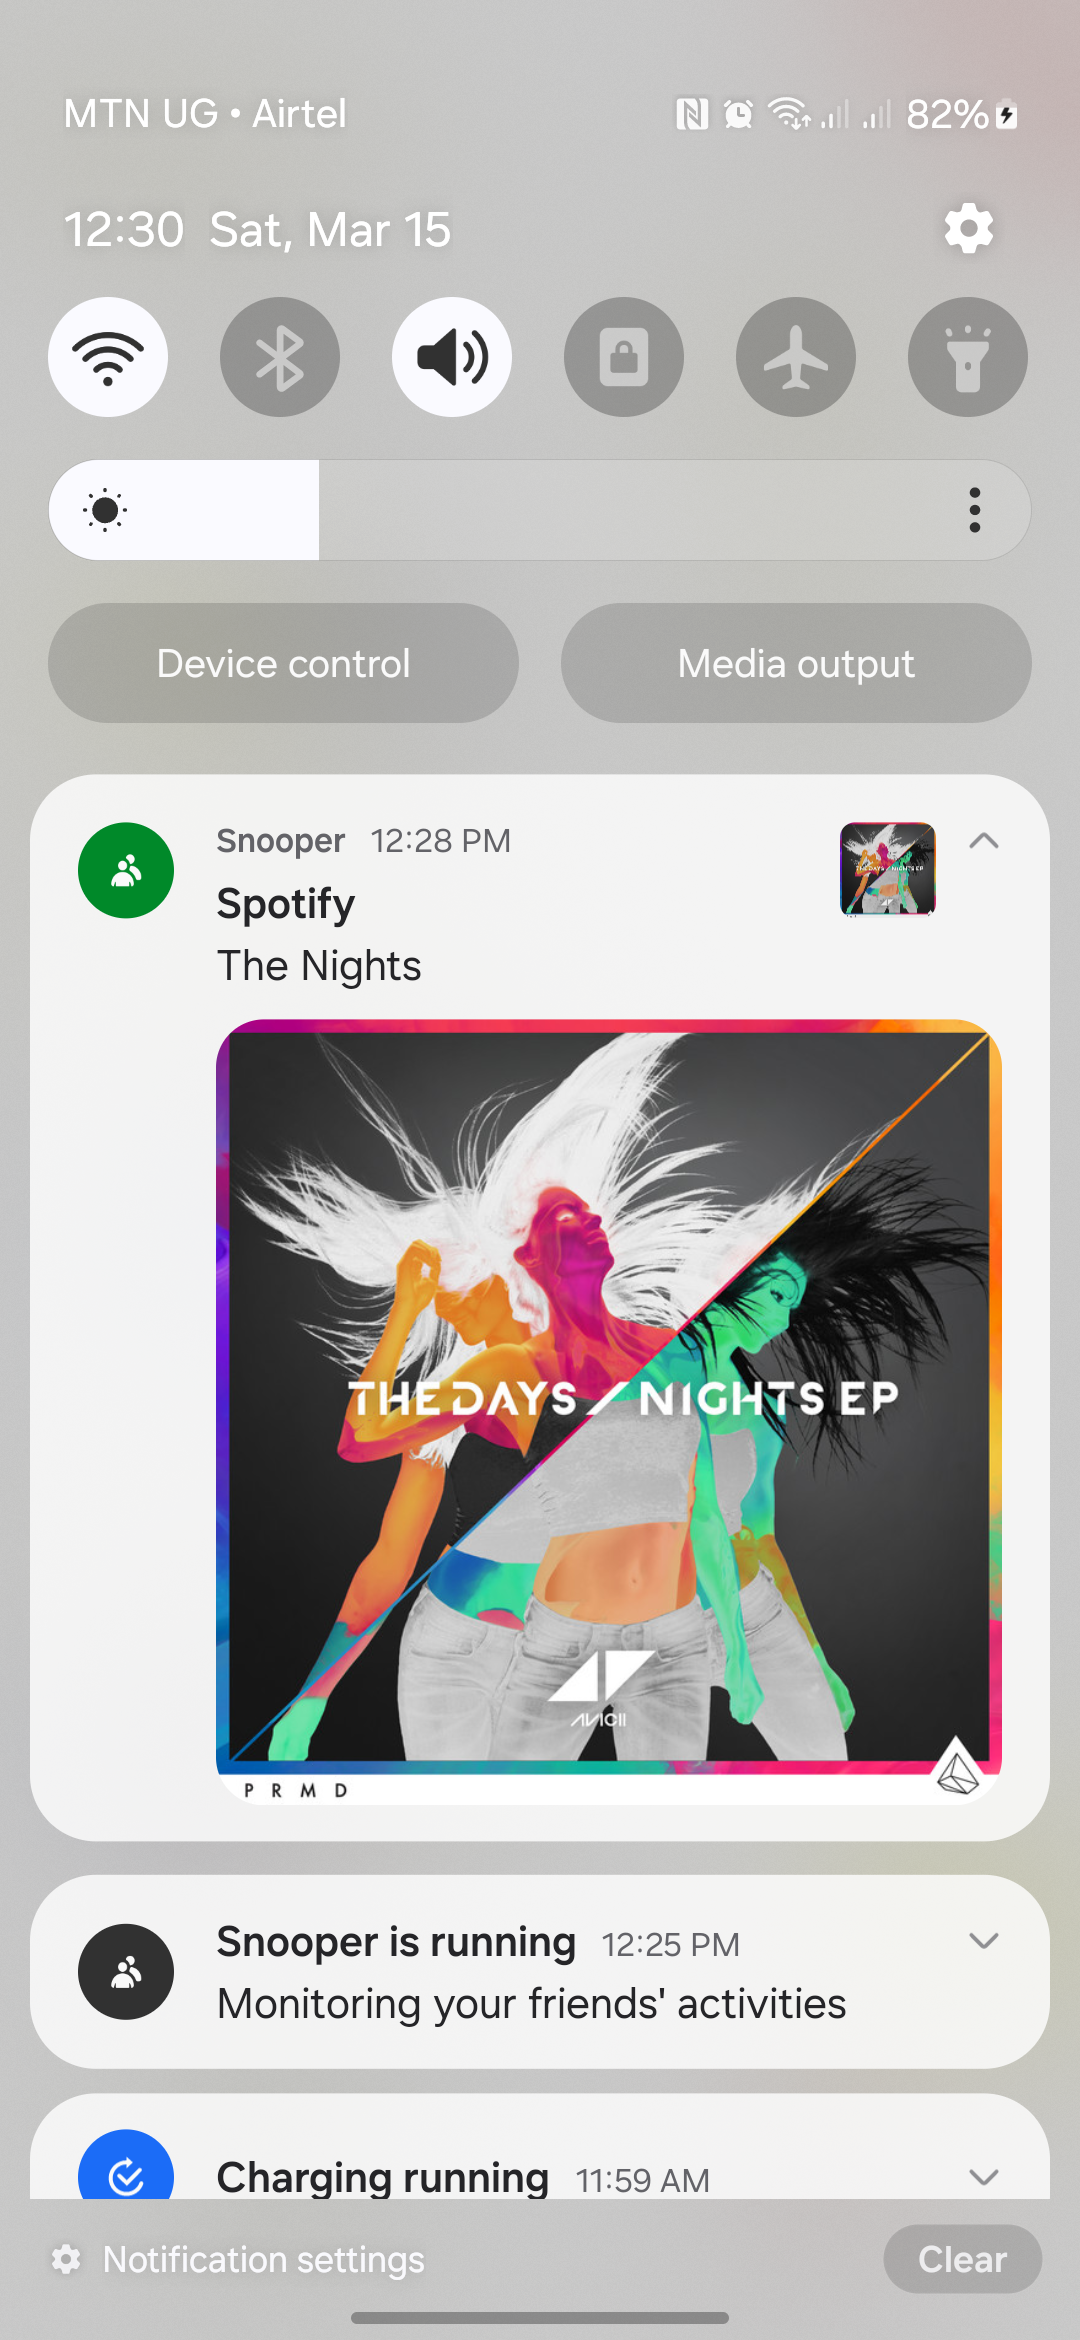 MTN UG • Airtel 82%
12:30 Sat, Mar 15
Device control
Media output
Snooper 12:28 PM
Spotify
The Nights
THE DAYS / NIGHTS EP
AVICII
PRMD
Snooper is running 12:25 PM
Monitoring your friends' activities
Charging running 11:59 AM
Notification settings
Clear